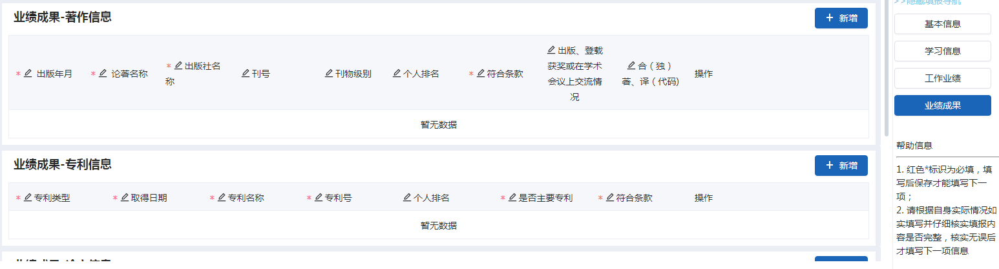 业绩成果-著作信息
+ 新增
* 出版年月
* 论著名称
* 出版社名
称
刊号
刊物级别
个人排名
* 符合条款
出版、登载
获奖或在学术
会议上交流情
况
合（独）
著、译（代码）
操作
暂无数据
业绩成果-专利信息
+ 新增
* 专利类型
* 取得日期
* 专利名称
* 专利号
个人排名
* 是否主要专利
* 符合条款
操作
暂无数据
>>隐藏填报导航
基本信息
学习信息
工作业绩
业绩成果
帮助信息
1. 红色*标识为必填，填
写后保存才能填写下一
项；
2. 请根据自身实际情况如
实填写并仔细核实填报内
容是否完整，核实无误后
才填写下一项信息